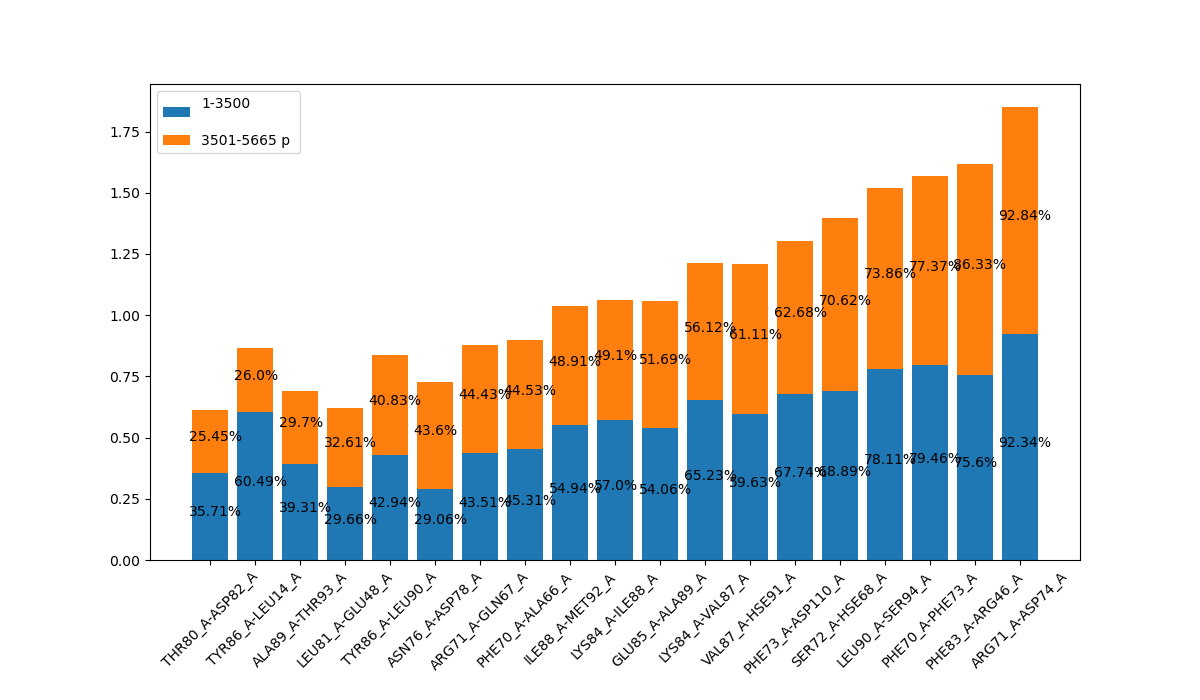 1-3500
3501-5665 p
1.75
1.50
1.25
1.00
0.75
0.50
0.25
0.00
92.84%
73.86%
77.37%
86.33%
70.62%
62.68%
56.12%
61.11%
48.91%
49.1%
51.69%
44.43%
44.53%
40.83%
43.6%
26.0%
29.7%
32.61%
25.45%
35.71%
60.49%
39.31%
29.66%
42.94%
29.06%
43.51%
45.31%
54.94%
57.0%
54.06%
65.23%
59.63%
67.74%
68.89%
78.11%
79.46%
75.6%
92.34%
THR80_A-ASP82_A
TYR86_A-LEU14_A
ALA89_A-THR93_A
LEU81_A-GLU48_A
TYR86_A-LEU90_A
ASN76_A-ASP78_A
ARG71_A-GLN67_A
PHE70_A-ALA66_A
ILE88_A-MET92_A
LYS84_A-ILE88_A
GLU85_A-ALA89_A
LYS84_A-VAL87_A
VAL87_A-HSE91_A
PHE73_A-ASP110_A
SER72_A-HSE68_A
LEU90_A-SER94_A
PHE70_A-PHE73_A
PHE83_A-ARG46_A
ARG71_A-ASP74_A